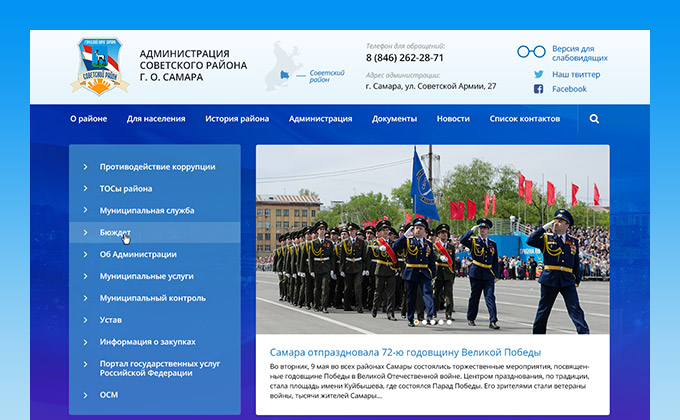 ГОРОДСКОЙ ОКРУГ САМАРА
СОВЕТСКИЙ РАЙОН
АДМИНИСТРАЦИЯ
СОВЕТСКОГО РАЙОНА
Г. О. САМАРА
Советский
район
Телефон для обращений:
8 (846) 262-28-71
Адрес администрации:
г. Самара, ул. Советской Армии, 27
Версия для
слабовидящих
Наш твиттер
Facebook
О районе
Для населения
История района
Администрация
Документы
Новости
Список контактов
Противодействие коррупции
ТОСы района
Муниципальная служба
Бюждет
Об Администрации
Муниципальные услуги
Муниципальный контроль
Устав
Информация о закупках
Портал государственных услуг
Российской Федерации
ОСМ
Самара отпраздновала 72-ю годовщину Великой Победы
Во вторник, 9 мая во всех районах Самары состоялись торжественные мероприятия, посвящен-
ные годовщине Победы в Великой Отечественной войне. Центром празднования, по традиции,
стала площадь имени Куйбышева, где состоялся Парад Победы. Его зрителями стали ветераны
войны, тысячи жителей Самары...